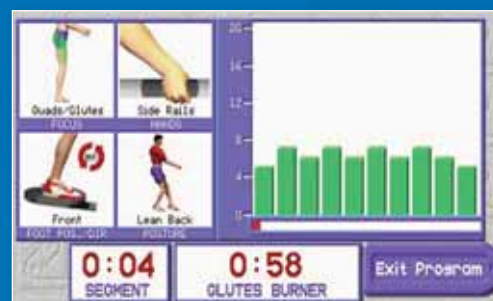 Quads/Glutes
FOCUS
Side Rails
HANDS
Front
FOOT POS./DIR
Lean Back
POSTURE
20
16
12
8
4
0
0:04
SEGMENT
0:58
GLUTES BURNER
Exit Program